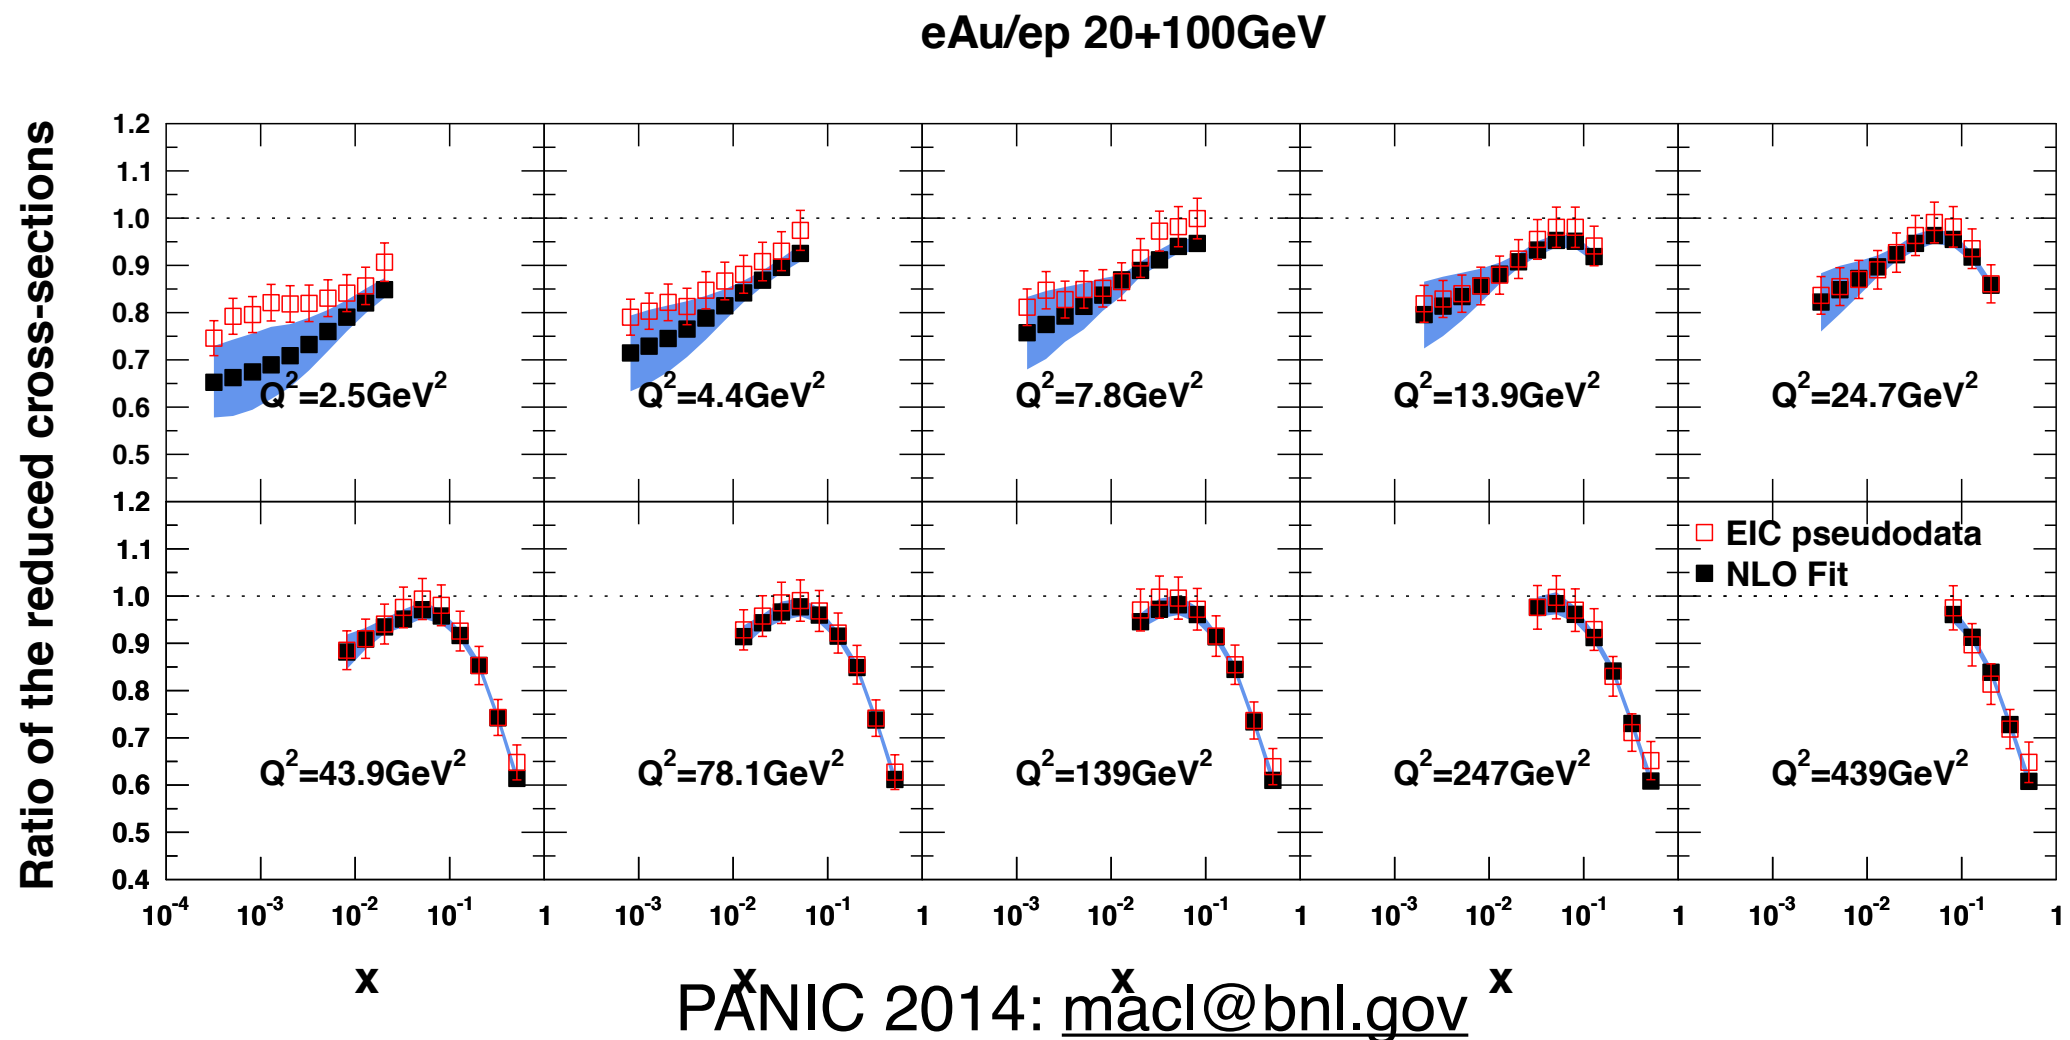 eAu/ep 20+100GeV
Ratio of the reduced cross-sections
1.2
1.1
1.0
0.9
0.8
0.7
0.6
0.5
Q²=2.5GeV²
Q²=4.4GeV²
Q²=7.8GeV²
Q²=13.9GeV²
Q²=24.7GeV²
1.2
1.1
1.0
0.9
0.8
0.7
0.6
0.5
0.4
EIC pseudodata
NLO Fit
Q²=43.9GeV²
Q²=78.1GeV²
Q²=139GeV²
Q²=247GeV²
Q²=439GeV²
10⁻⁴ 10⁻³ 10⁻² 10⁻¹ 1 10⁻³ 10⁻² 10⁻¹ 1 10⁻³ 10⁻² 10⁻¹ 1 10⁻³ 10⁻² 10⁻¹ 1 10⁻³ 10⁻² 10⁻¹ 1
x x x x
PANIC 2014: macl@bnl.gov